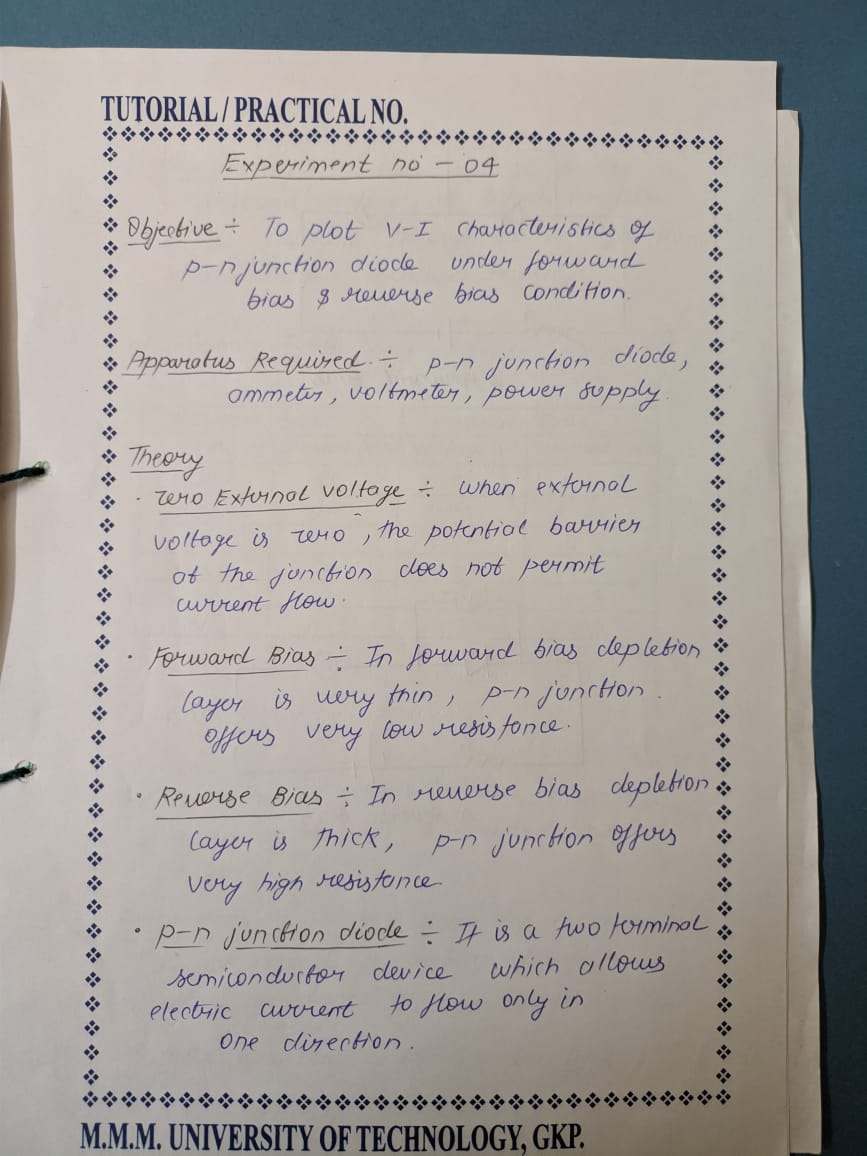 TUTORIAL / PRACTICAL NO.
Experiment no - 04
Objective ÷ To plot V-I characteristics of
p-n junction diode under forward
bias & reverse bias condition.
Apparatus Required ÷ p-n junction diode,
ammeter, voltmeter, power supply.
Theory
· Zero External voltage ÷ when external
voltage is zero, the potential barrier
at the junction does not permit
current flow.
· Forward Bias ÷ In forward bias depletion
layer is very thin, p-n junction.
offers very low resistance.
· Reverse Bias ÷ In reverse bias depletion
layer is thick, p-n junction offers
very high resistance
· p-n junction diode ÷ It is a two terminal
semiconductor device which allows
electric current to flow only in
one direction.
M.M.M. UNIVERSITY OF TECHNOLOGY, GKP.